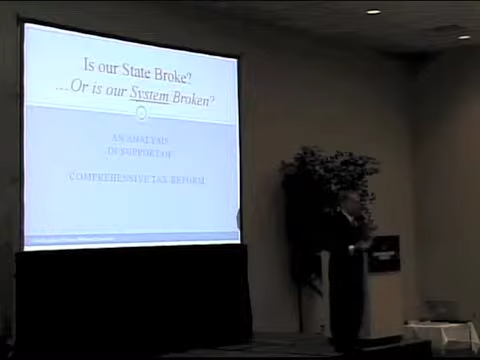 Is our State Broke?
...Or is our System Broken?
AN ANALYSIS
IN SUPPORT OF
COMPREHENSIVE TAX REFORM